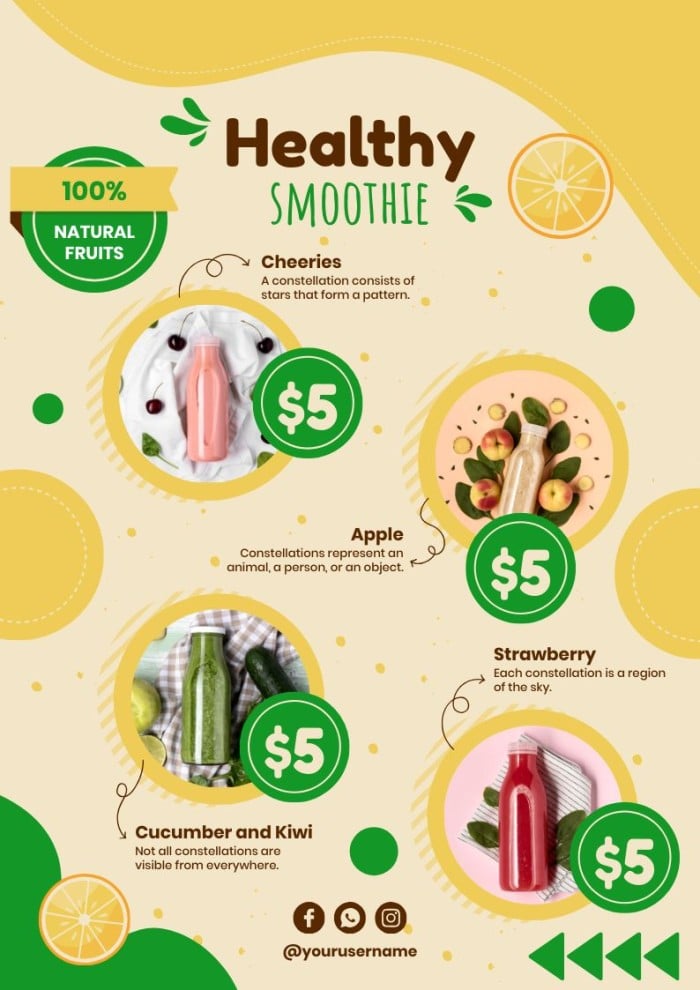 Healthy
SMOOTHIE
100%
NATURAL
FRUITS
Cheeries
A constellation consists of
stars that form a pattern.
$5
$5
Apple
Constellations represent an
animal, a person, or an object.
$5
Strawberry
Each constellation is a region
of the sky.
$5
Cucumber and Kiwi
Not all constellations are
visible from everywhere.
@yourusername